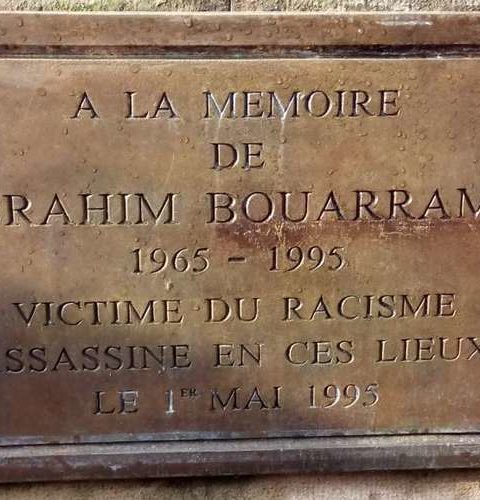 A LA MEMOIRE
DE
RAHIM BOUARRAM
1965 - 1995
VICTIME DU RACISME
SSASSINE EN CES LIEUX
LE 1ER MAI 1995